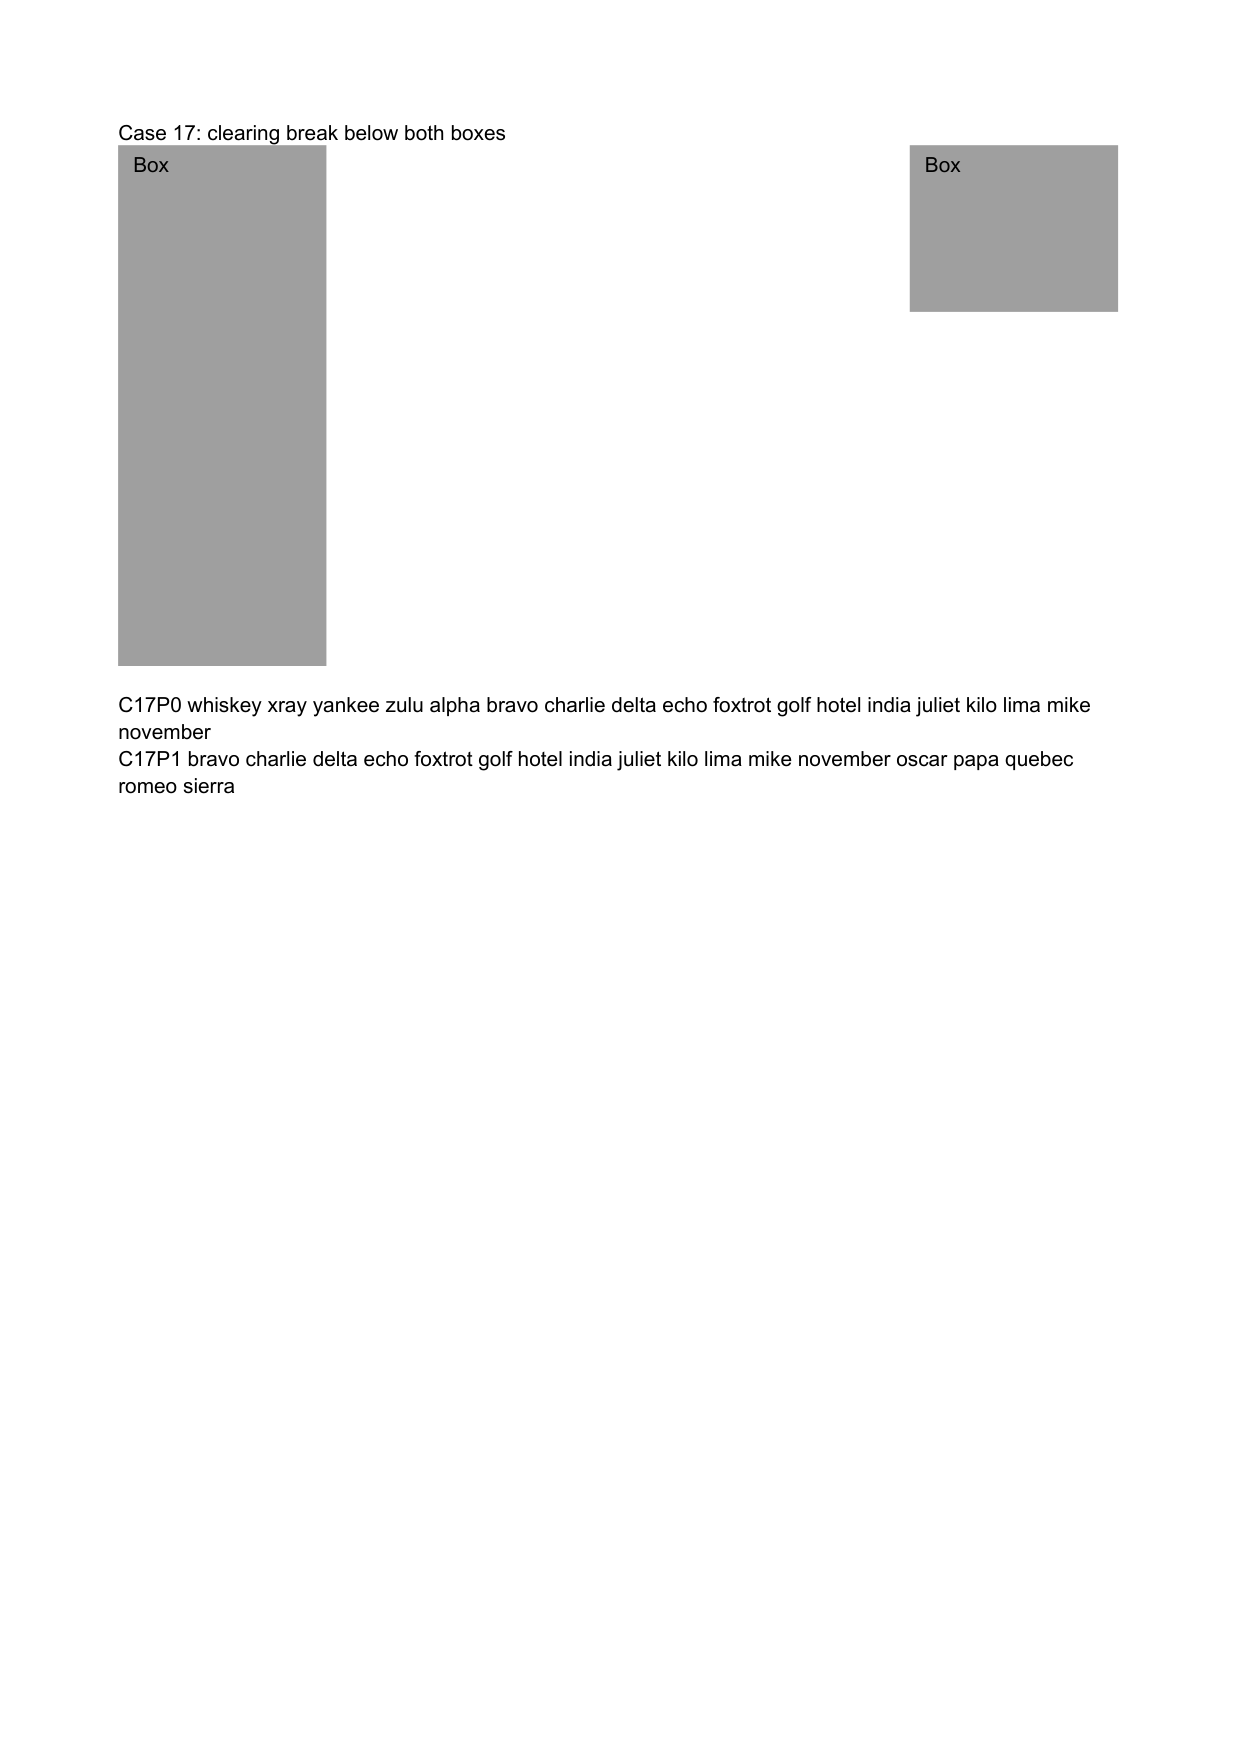 Case 17: clearing break below both boxes
Box
Box
C17P0 whiskey xray yankee zulu alpha bravo charlie delta echo foxtrot golf hotel india juliet kilo lima mike
november
C17P1 bravo charlie delta echo foxtrot golf hotel india juliet kilo lima mike november oscar papa quebec
romeo sierra